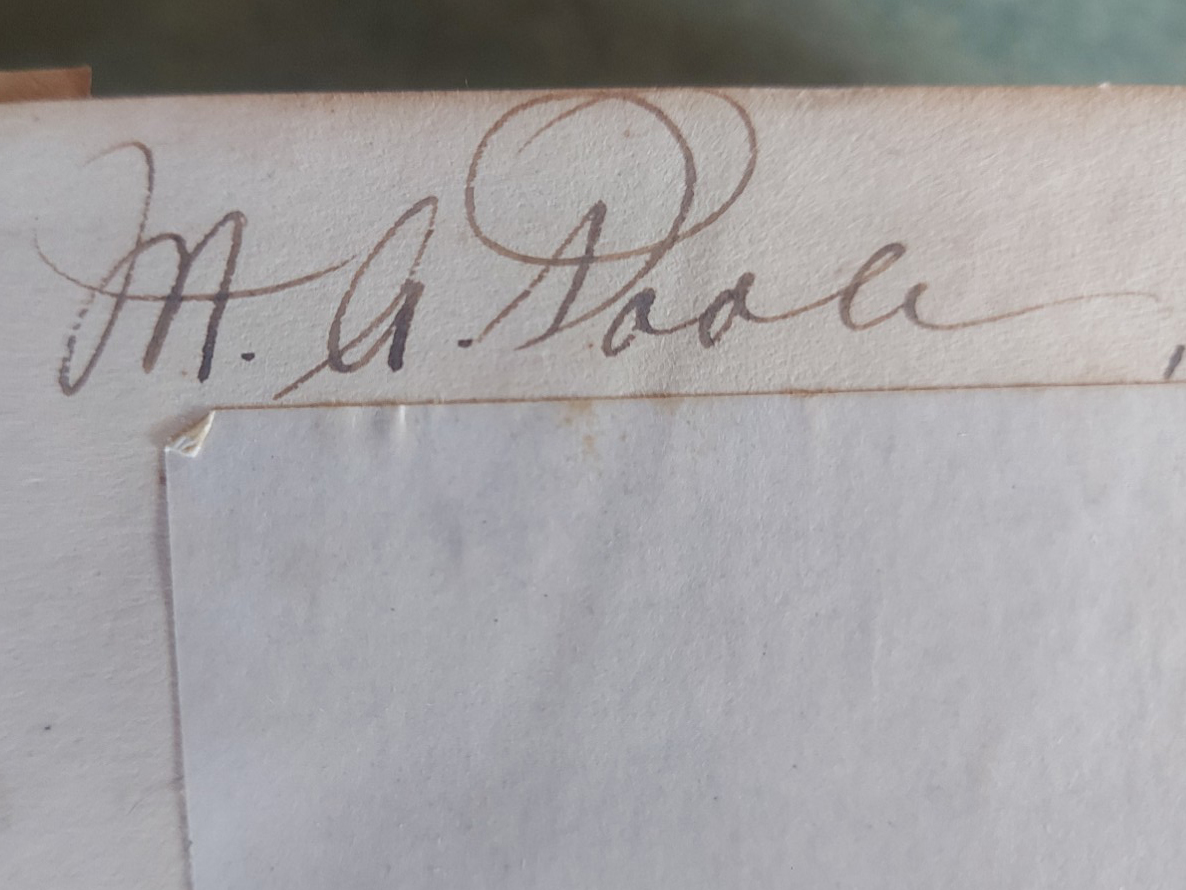 M. A. Poole,